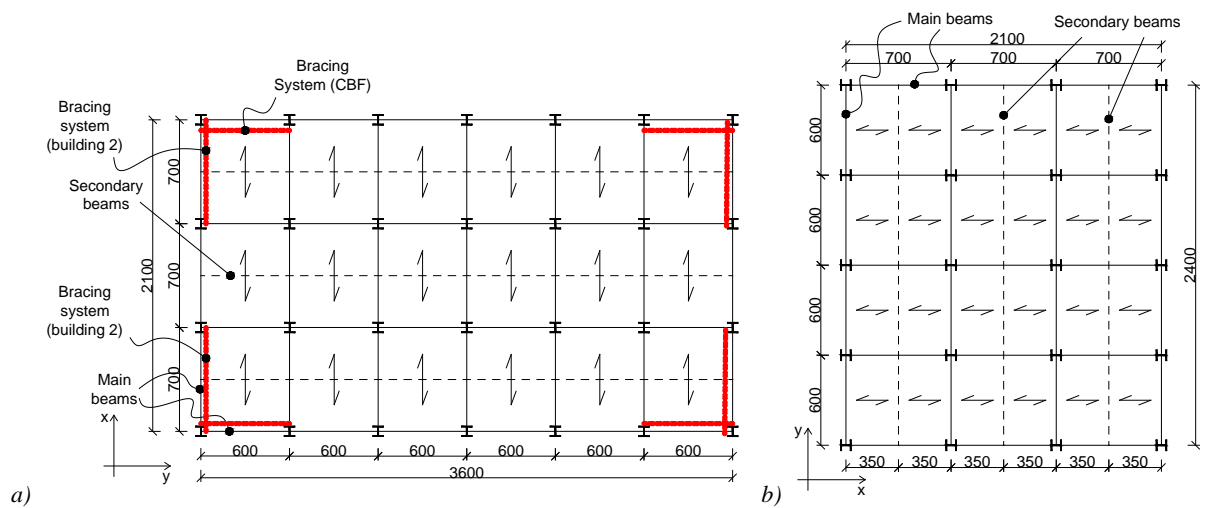 Bracing
System (CBF)
Bracing
system
(building 2)
Secondary
beams
Bracing
system
(building 2)
Main
beams
x
y
2100
700
700
700
600
600
600
600
600
600
3600
a)
Main beams
Secondary beams
2100
700
700
700
600
600
600
600
2400
y
x
350
350
350
350
350
350
b)